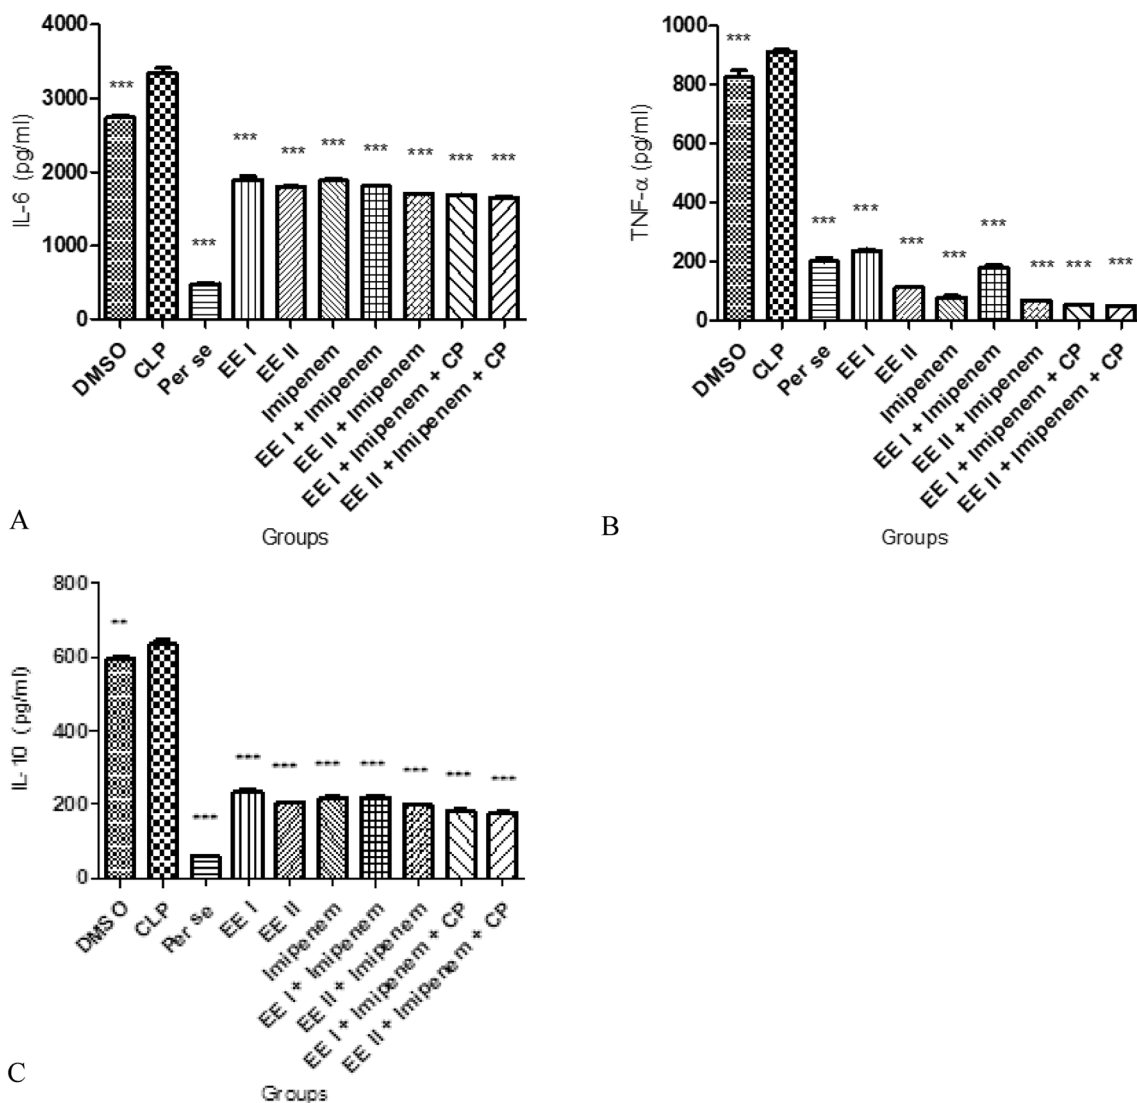 4000
3000
2000
1000
0
IL-6 (pg/ml)
***
***
***
***
***
***
***
***
***
DMSO
CLP
Per se
EE I
EE II
Imipenem
EE I + Imipenem
EE II + Imipenem
EE I + Imipenem + CP
EE II + Imipenem + CP
Groups
A
1000
800
600
400
200
0
TNF-α (pg/ml)
***
***
***
***
***
***
***
***
***
DMSO
CLP
Per se
EE I
EE II
Imipenem
EE I + Imipenem
EE II + Imipenem
EE I + Imipenem + CP
EE II + Imipenem + CP
Groups
B
800
600
400
200
0
IL-10 (pg/ml)
**
***
***
***
***
***
***
***
***
DMSO
CLP
Per se
EE I
EE II
Imipenem
EE I + Imipenem
EE II + Imipenem
EE I + Imipenem + CP
EE II + Imipenem + CP
Groups
C